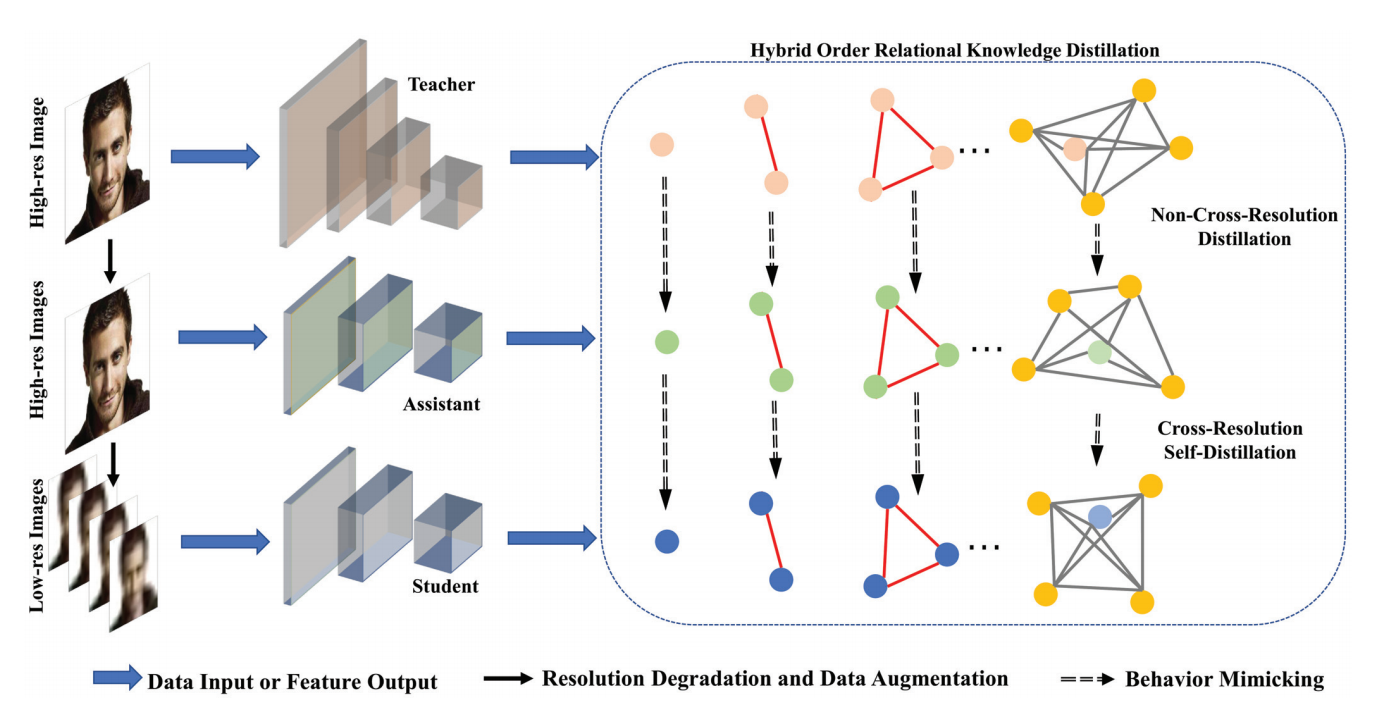 Hybrid Order Relational Knowledge Distillation
High-res Image
Teacher
Non-Cross-Resolution
Distillation
High-res Images
Assistant
Cross-Resolution
Self-Distillation
Low-res Images
Student
Data Input or Feature Output
Resolution Degradation and Data Augmentation
Behavior Mimicking